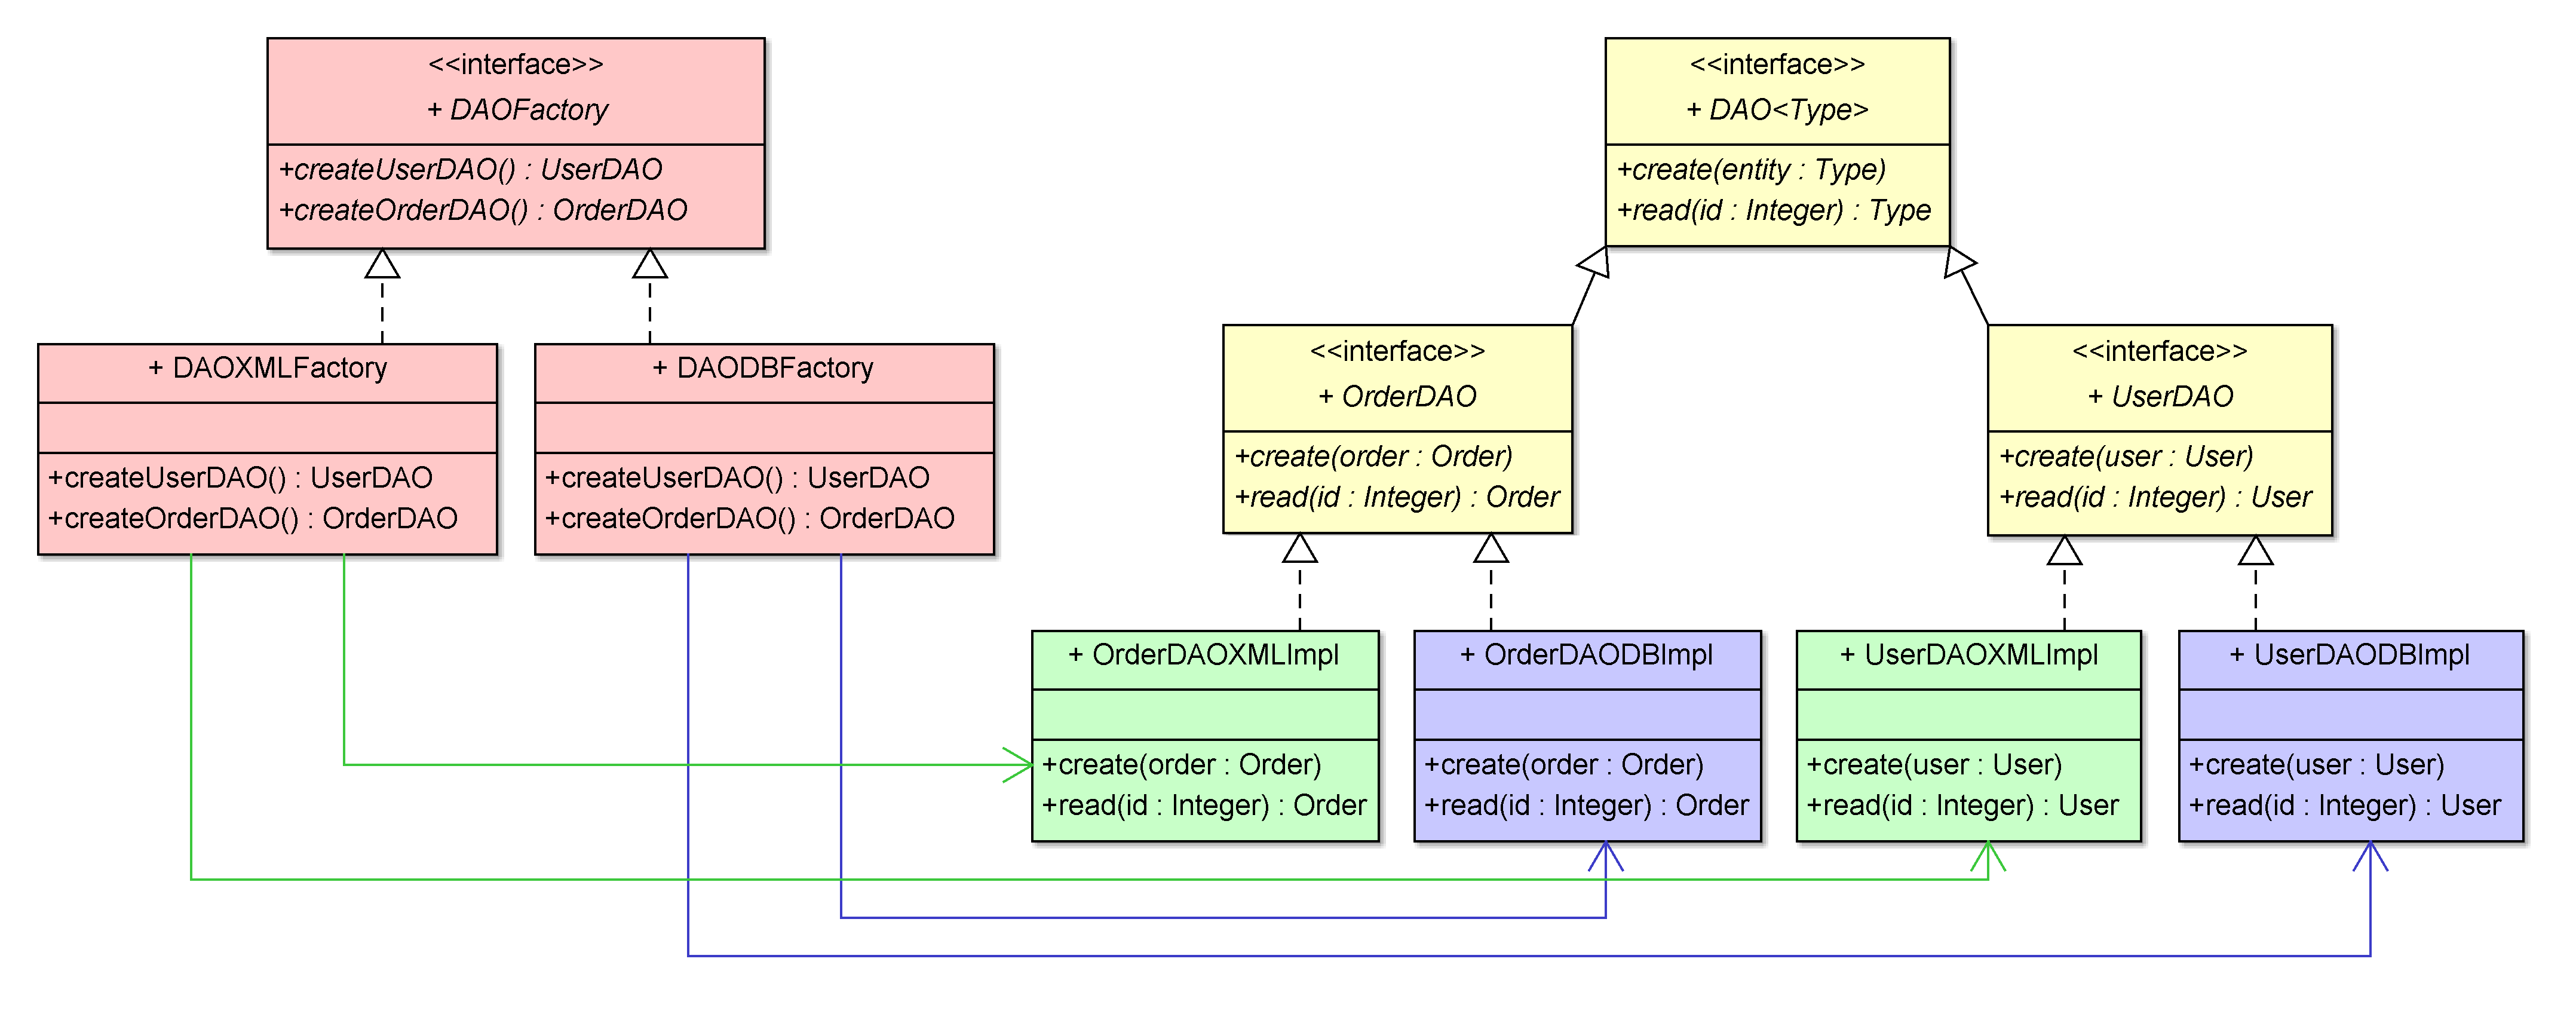 <<interface>>
+ DAOFactory
+createUserDAO() : UserDAO
+createOrderDAO() : OrderDAO
<<interface>>
+ DAO<Type>
+create(entity : Type)
+read(id : Integer) : Type
+ DAOXMLFactory
+createUserDAO() : UserDAO
+createOrderDAO() : OrderDAO
+ DAODBFactory
+createUserDAO() : UserDAO
+createOrderDAO() : OrderDAO
<<interface>>
+ OrderDAO
+create(order : Order)
+read(id : Integer) : Order
<<interface>>
+ UserDAO
+create(user : User)
+read(id : Integer) : User
+ OrderDAOXMLImpl
+create(order : Order)
+read(id : Integer) : Order
+ OrderDAODBImpl
+create(order : Order)
+read(id : Integer) : Order
+ UserDAOXMLImpl
+create(user : User)
+read(id : Integer) : User
+ UserDAODBImpl
+create(user : User)
+read(id : Integer) : User